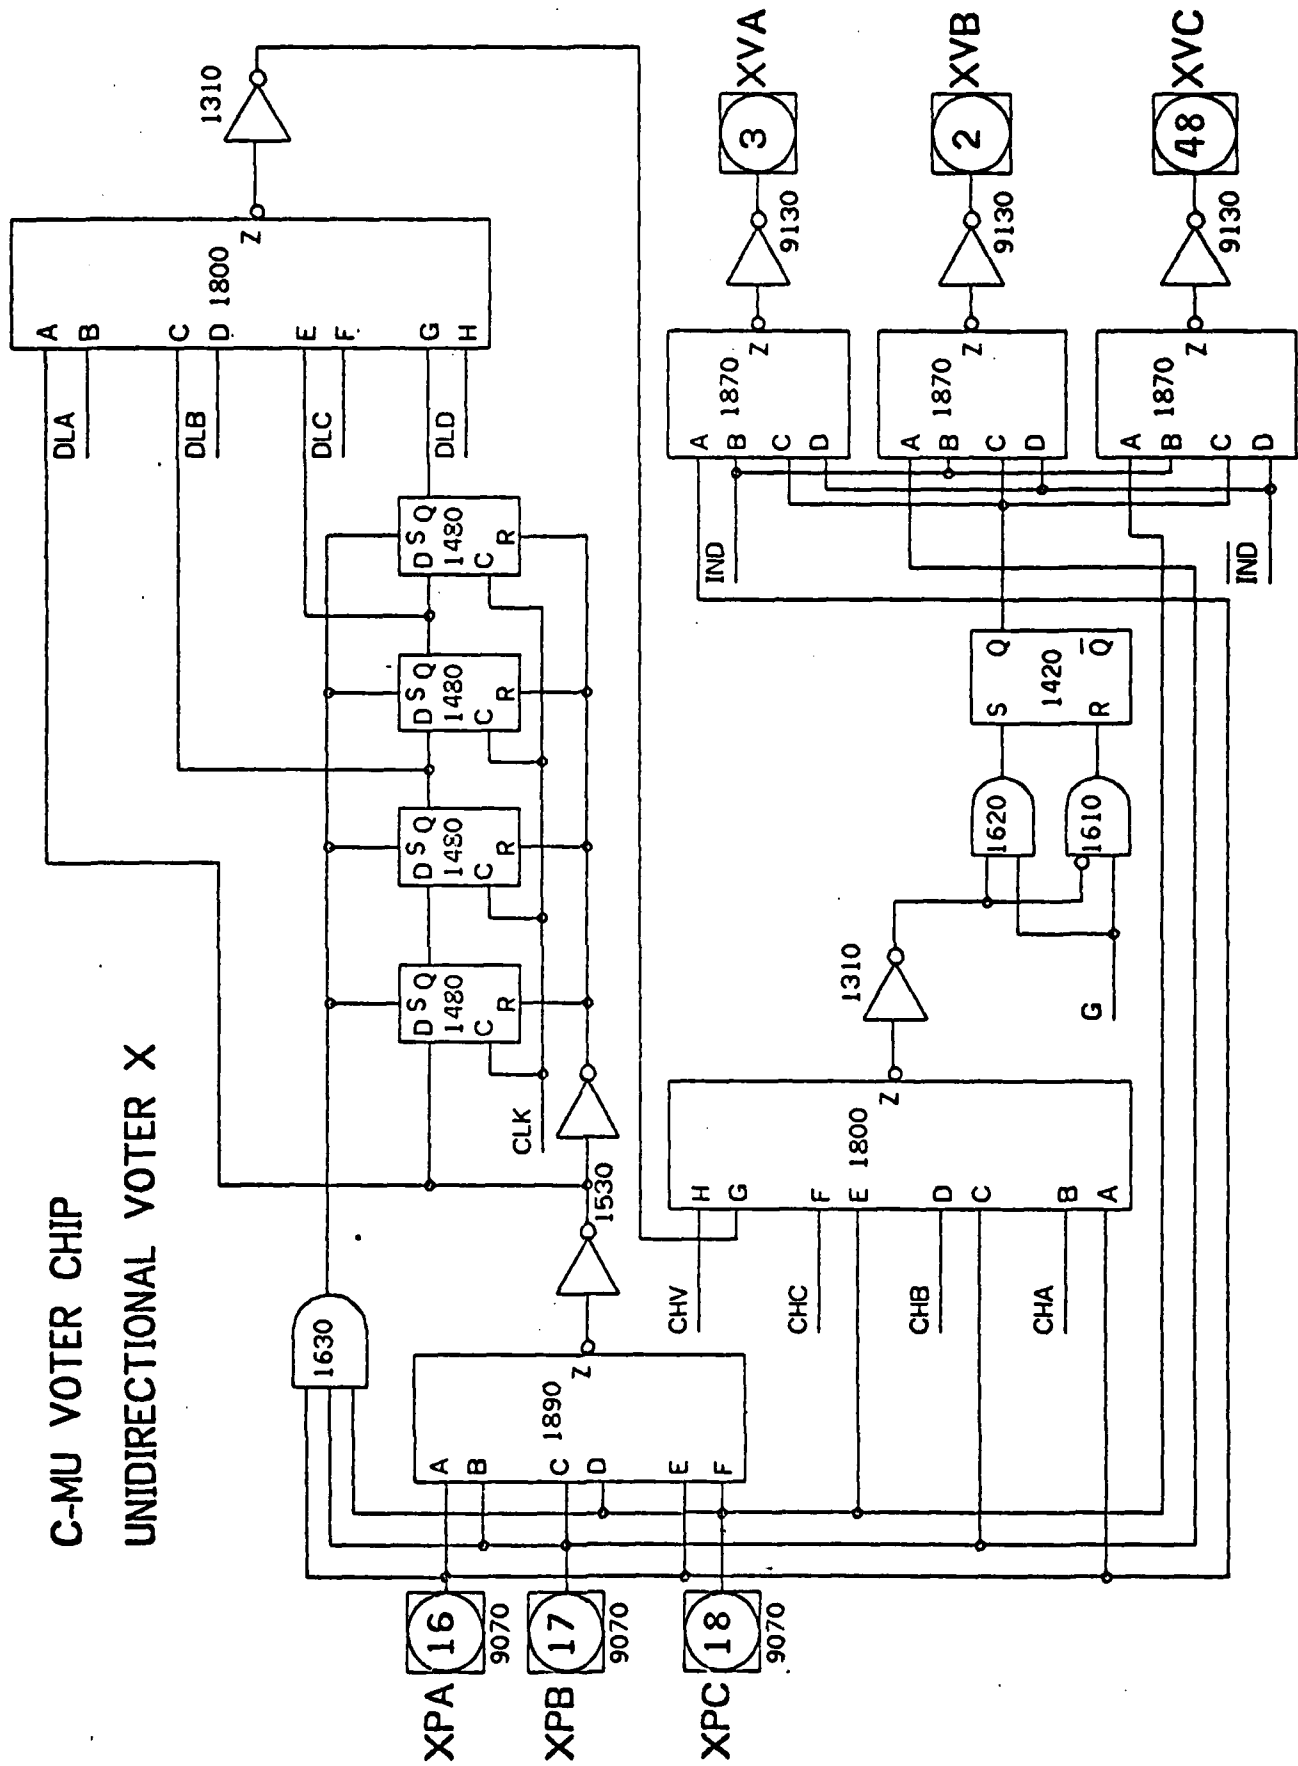 C-MU VOTER CHIP
UNIDIRECTIONAL VOTER X
XPA
16
9070
XPB
17
9070
XPC
18
9070
A
B
C
D
E
F
1890
Z
1630
1530
CLK
D
S
Q
C
R
1480
D
S
Q
C
R
1480
D
S
Q
C
R
1480
D
S
Q
C
R
1480
DLA
DLB
DLC
DLD
A
B
C
D
E
F
G
H
1800
Z
1310
CHV
CHC
CHB
CHA
H
G
F
E
D
C
B
A
1800
Z
1310
G
1620
1610
S
R
1420
Q
Q̅
IND
I̅N̅D̅
A
B
C
D
1870
Z
9130
3
XVA
A
B
C
D
1870
Z
9130
2
XVB
A
B
C
D
1870
Z
9130
48
XVC